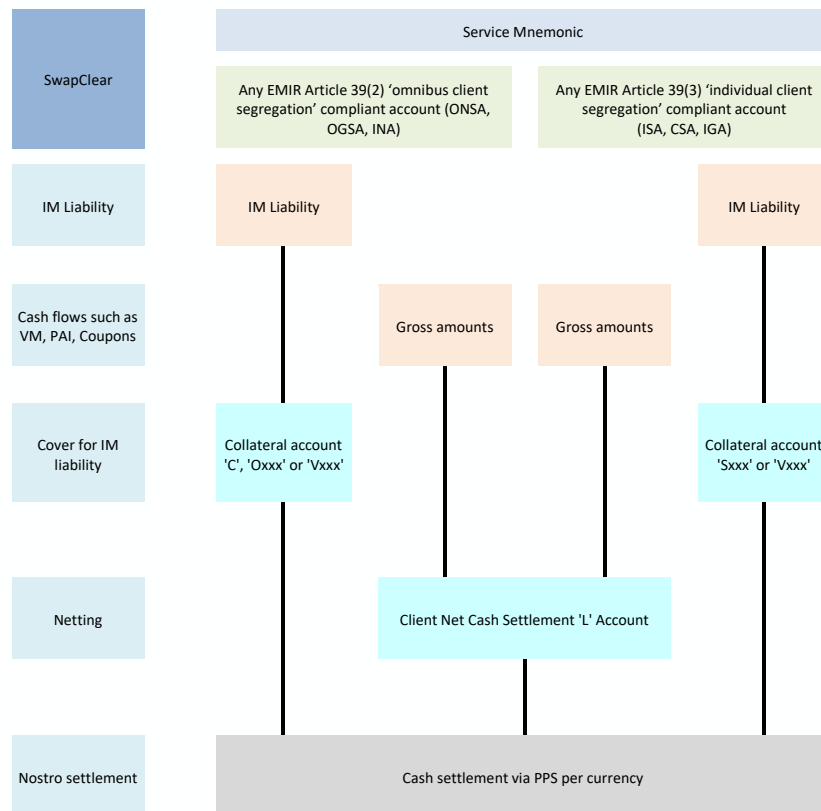 SwapClear
Service Mnemonic
Any EMIR Article 39(2) ‘omnibus client
segregation’ compliant account (ONSA,
OGSA, INA)
Any EMIR Article 39(3) ‘individual client
segregation’ compliant account
(ISA, CSA, IGA)
IM Liability
IM Liability
IM Liability
Cash flows such as
VM, PAI, Coupons
Gross amounts
Gross amounts
Cover for IM
liability
Collateral account
'C', 'Oxxx' or 'Vxxx'
Collateral account
'Sxxx' or 'Vxxx'
Netting
Client Net Cash Settlement 'L' Account
Nostro settlement
Cash settlement via PPS per currency